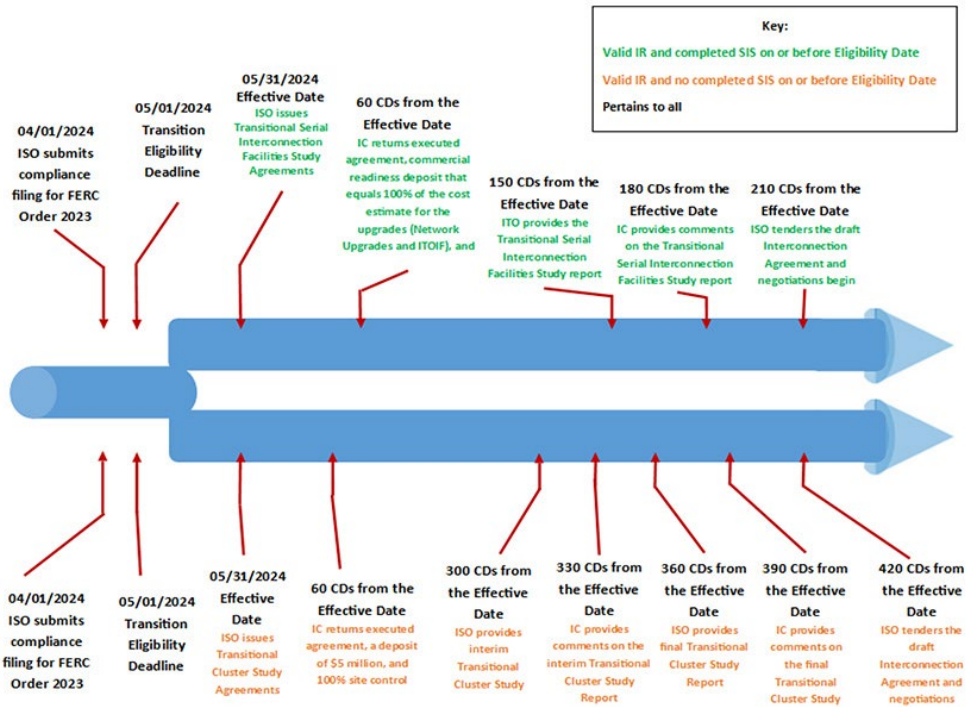 Key:
Valid IR and completed SIS on or before Eligibility Date
Valid IR and no completed SIS on or before Eligibility Date
Pertains to all
04/01/2024
ISO submits
compliance
filing for FERC
Order 2023
05/01/2024
Transition
Eligibility
Deadline
05/31/2024
Effective Date
ISO issues
Transitional Serial
Interconnection
Facilities Study
Agreements
60 CDs from the
Effective Date
IC returns executed
agreement, commercial
readiness deposit that
equals 100% of the cost
estimate for the
upgrades (Network
Upgrades and ITOIF), and
150 CDs from the
Effective Date
ITO provides the
Transitional Serial
Interconnection
Facilities Study report
180 CDs from the
Effective Date
IC provides comments
on the Transitional
Serial Interconnection
Facilities Study report
210 CDs from the
Effective Date
ISO tenders the draft
Interconnection
Agreement and
negotiations begin
04/01/2024
ISO submits
compliance
filing for FERC
Order 2023
05/01/2024
Transition
Eligibility
Deadline
05/31/2024
Effective
Date
ISO issues
Transitional
Cluster Study
Agreements
60 CDs from the
Effective Date
IC returns executed
agreement, a deposit
of $5 million, and
100% site control
300 CDs from
the Effective
Date
ISO provides
interim
Transitional
Cluster Study
330 CDs from
the Effective
Date
IC provides
comments on the
interim Transitional
Cluster Study
Report
360 CDs from
the Effective
Date
ISO provides
final Transitional
Cluster Study
Report
390 CDs from
the Effective
Date
IC provides
comments on
the final
Transitional
Cluster Study
420 CDs from
the Effective
Date
ISO tenders the
draft
Interconnection
Agreement and
negotiations